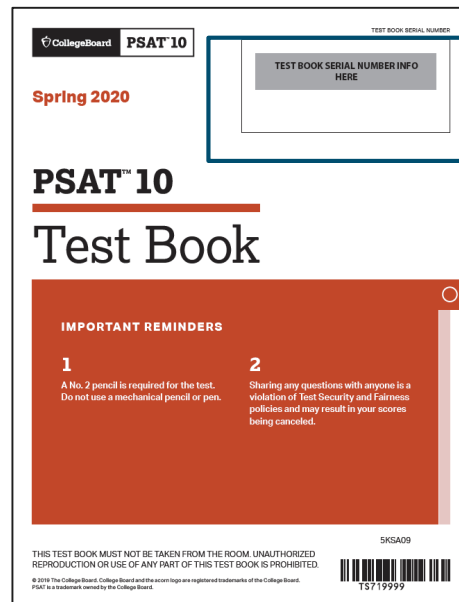 TEST BOOK SERIAL NUMBER
CollegeBoard PSAT™ 10
TEST BOOK SERIAL NUMBER INFO
HERE
Spring 2020
PSAT™ 10
Test Book
IMPORTANT REMINDERS
1
A No. 2 pencil is required for the test.
Do not use a mechanical pencil or pen.
2
Sharing any questions with anyone is a
violation of Test Security and Fairness
policies and may result in your scores
being canceled.
5KSA09
THIS TEST BOOK MUST NOT BE TAKEN FROM THE ROOM. UNAUTHORIZED
REPRODUCTION OR USE OF ANY PART OF THIS TEST BOOK IS PROHIBITED.
© 2019 The College Board. College Board and the acorn logo are registered trademarks of the College Board.
PSAT is a trademark owned by the College Board.
TS719999